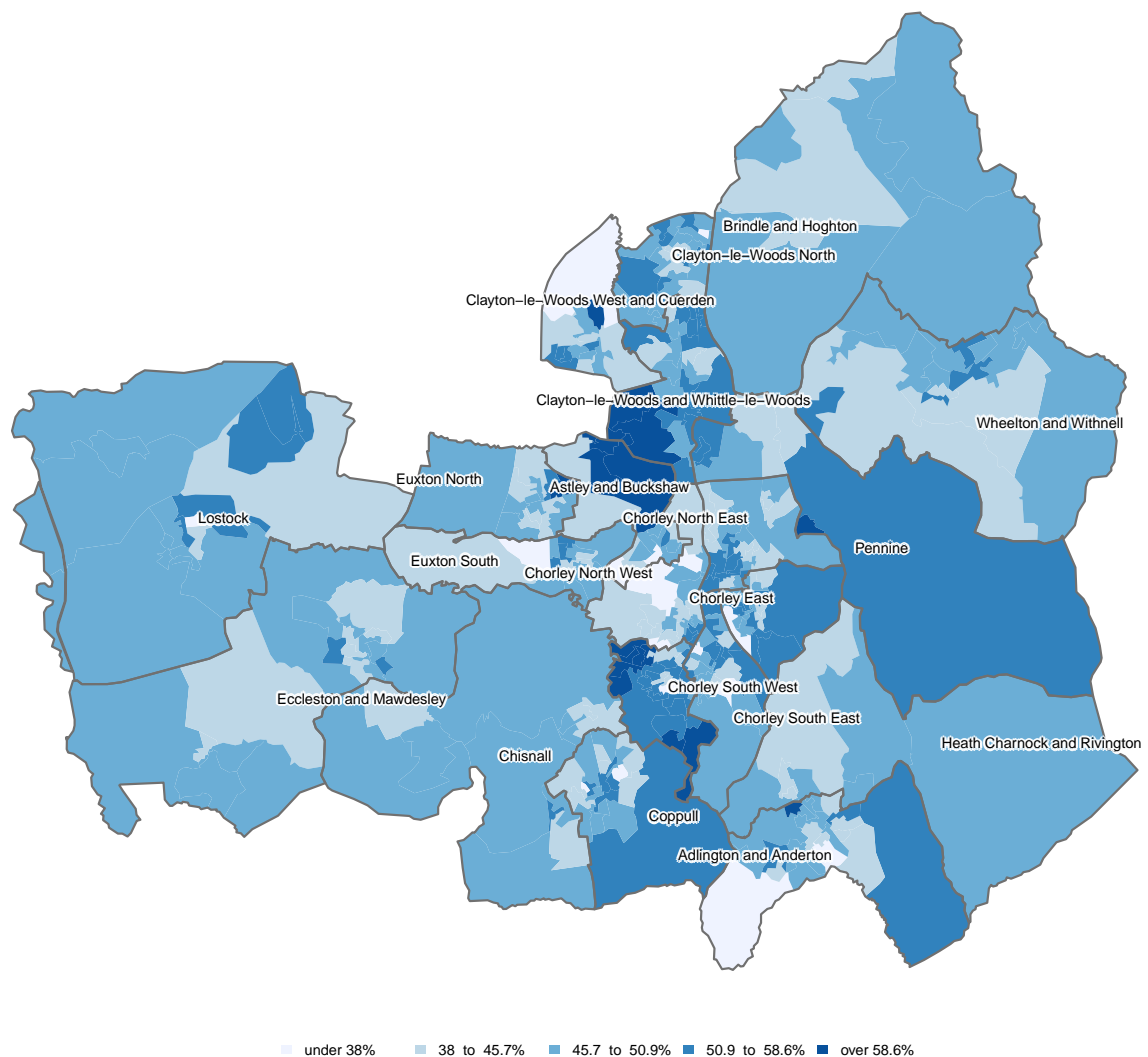 Brindle and Hoghton
Clayton−le−Woods North
Clayton−le−Woods West and Cuerden
Clayton−le−Woods and Whittle−le−Woods
Wheelton and Withnell
Euxton North
Astley and Buckshaw
Lostock
Chorley North East
Pennine
Euxton South
Chorley North West
Chorley East
Chorley South West
Eccleston and Mawdesley
Chorley South East
Heath Charnock and Rivington
Chisnall
Coppull
Adlington and Anderton
under 38%
38 to 45.7%
45.7 to 50.9%
50.9 to 58.6%
over 58.6%